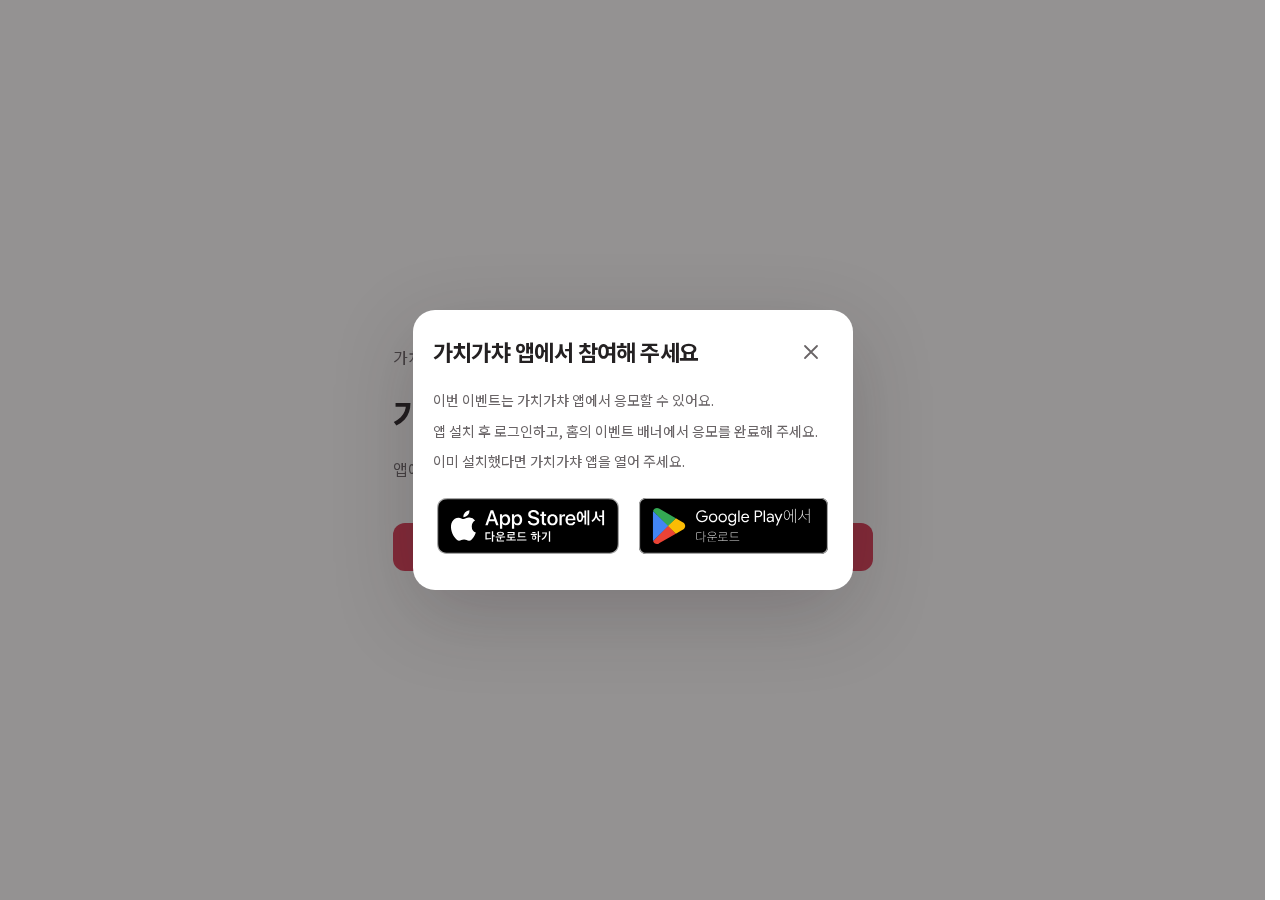 가치가챠 앱에서 참여해 주세요
이번 이벤트는 가치가챠 앱에서 응모할 수 있어요.
앱 설치 후 로그인하고, 홈의 이벤트 배너에서 응모를 완료해 주세요.
이미 설치했다면 가치가챠 앱을 열어 주세요.
App Store에서
다운로드 하기
Google Play에서
다운로드